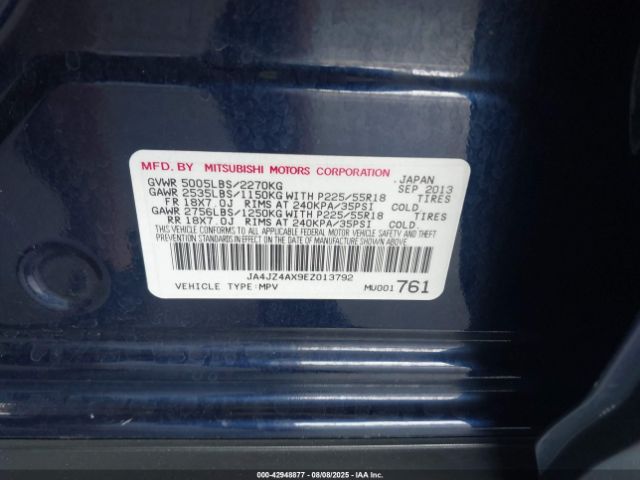 MFD. BY MITSUBISHI MOTORS CORPORATION JAPAN
GVWR 5005LBS/2270KG SEP 2013
GAWR 2535LBS/1150KG WITH P225/55R18 TIRES
FR 18X7.0J RIMS AT 240KPA/35PSI COLD
GAWR 2756LBS/1250KG WITH P225/55R18 TIRES
RR 18X7.0J RIMS AT 240KPA/35PSI COLD
THIS VEHICLE CONFORMS TO ALL APPLICABLE FEDERAL MOTOR VEHICLE SAFETY AND THEFT
PREVENTION STANDARDS IN EFFECT ON THE DATE OF MANUFACTURE SHOWN ABOVE.
JA4JZ4AX9EZ013792
VEHICLE TYPE:MPV MU001 761
000-42948877 - 08/08/2025 - IAAI.com